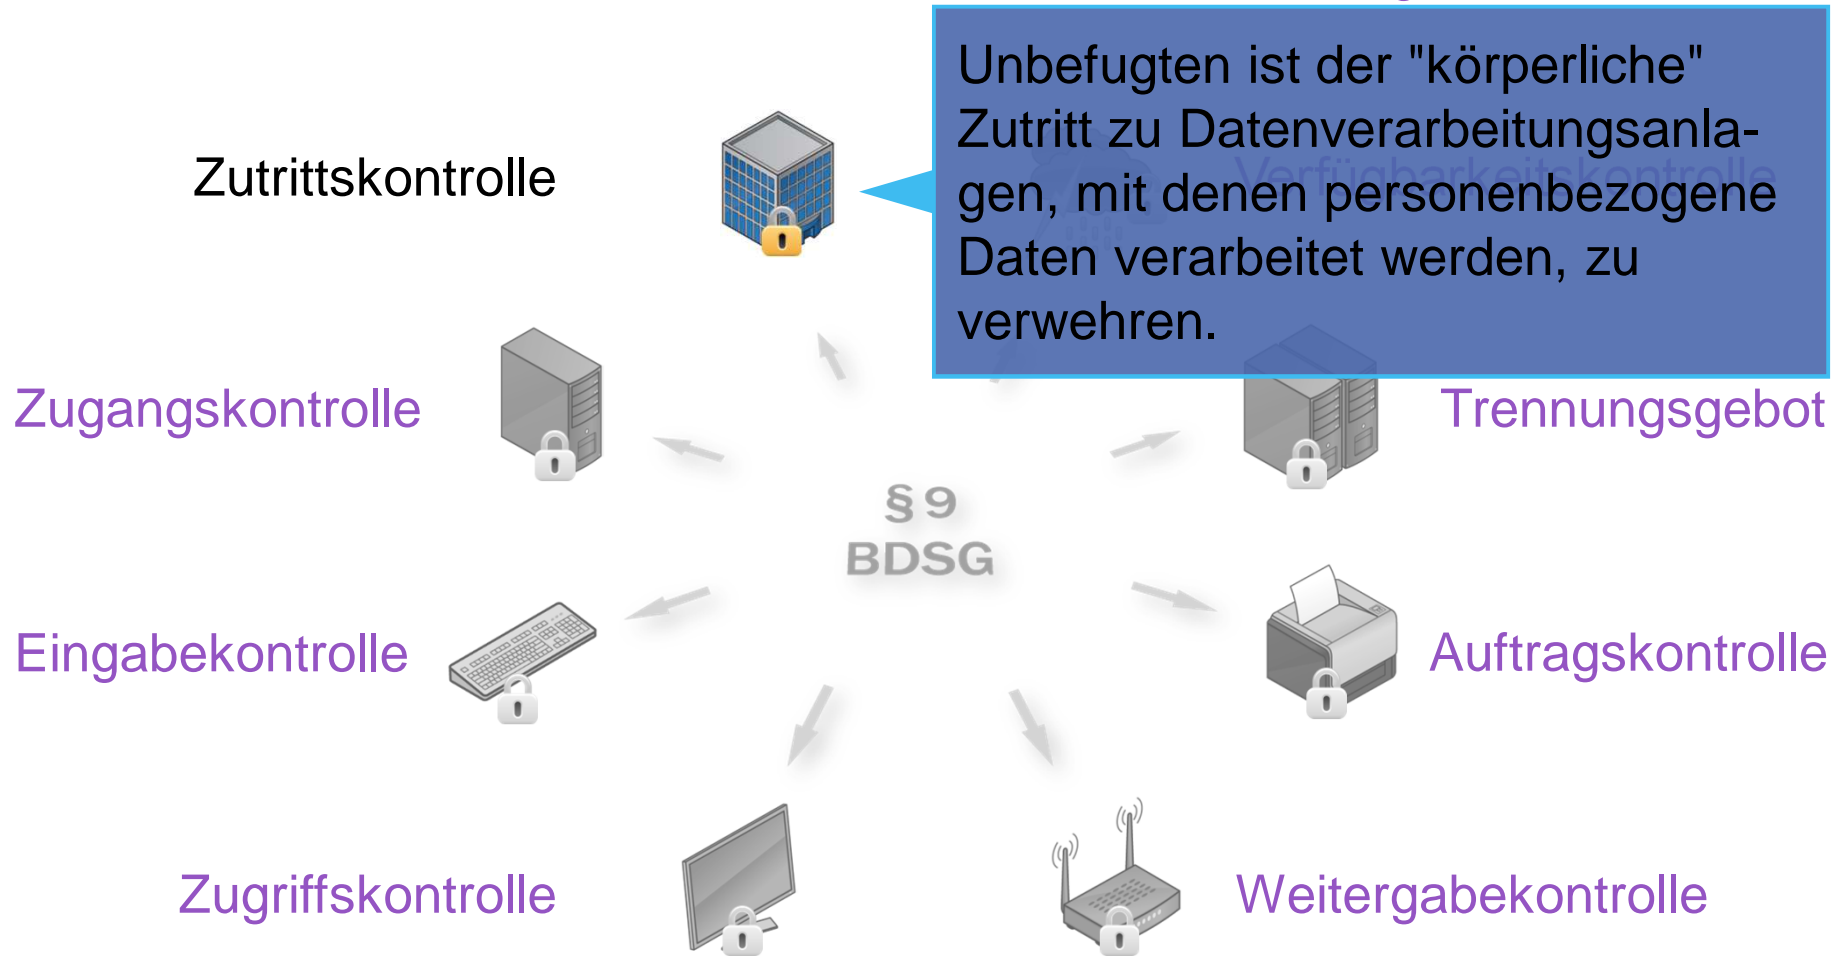 Unbefugten ist der "körperliche"
Zutritt zu Datenverarbeitungsanla-
gen, mit denen personenbezogene
Daten verarbeitet werden, zu
verwehren.
Zutrittskontrolle
Verfügbarkeitskontrolle
Zugangskontrolle
Trennungsgebot
§ 9
BDSG
Eingabekontrolle
Auftragskontrolle
Zugriffskontrolle
Weitergabekontrolle